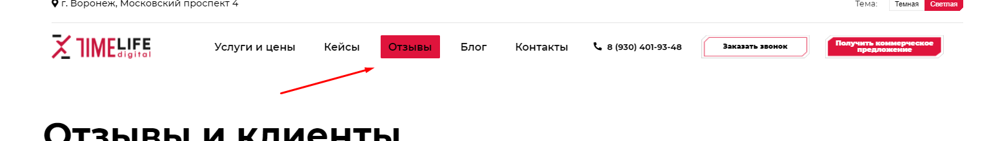 г. Воронеж, Московский проспект 4
Тема: Темная Светлая
TIMELIFE
digital
Услуги и цены Кейсы Отзывы Блог Контакты 8 (930) 401-93-48 Заказать звонок
Получить коммерческое
предложение
Отзывы и клиенты